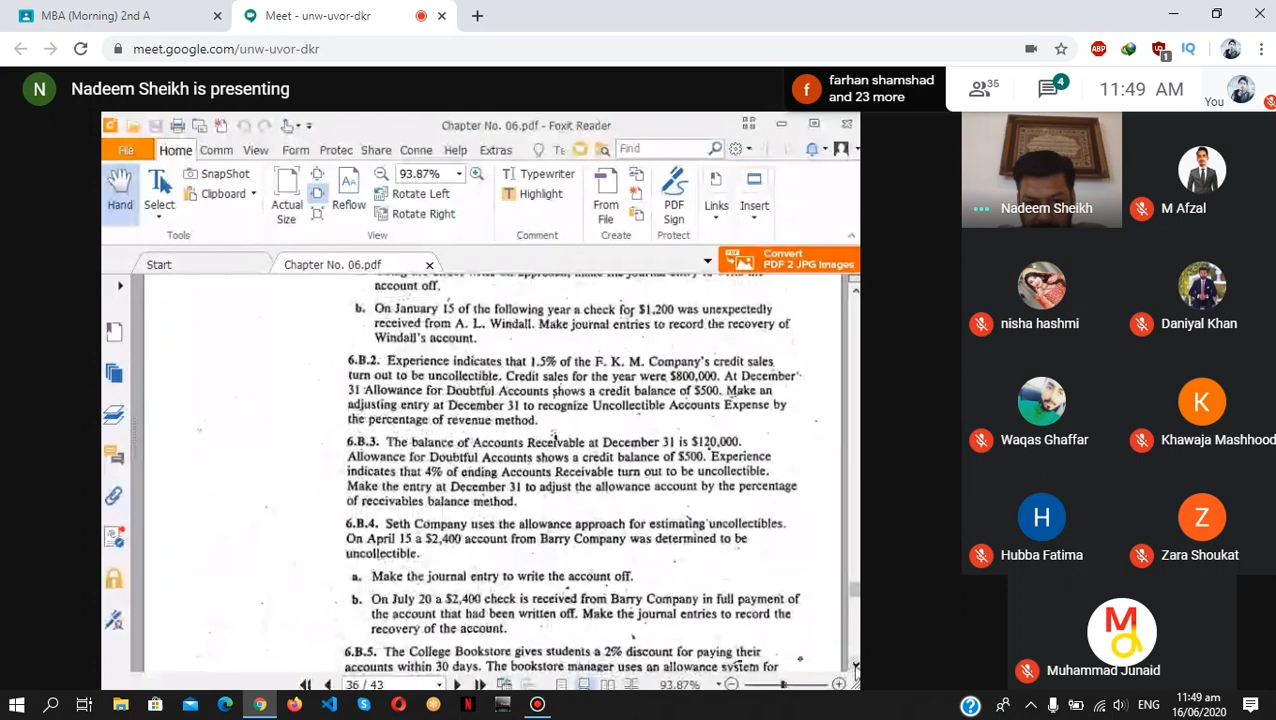 MBA (Morning) 2nd A
Meet - unw-uvor-dkr
meet.google.com/unw-uvor-dkr
ABP
1
IQ
N
Nadeem Sheikh is presenting
f
farhan shamshad
and 23 more
35
4
11:49 AM
You
Chapter No. 06.pdf - Foxit Reader
File
Home
Comm
View
Form
Protec
Share
Conne
Help
Extras
Find
Hand
Select
SnapShot
Clipboard
Tools
Actual
Size
Reflow
93.87%
Rotate Left
Rotate Right
View
Typewriter
Highlight
Comment
From
File
Create
PDF
Sign
Protect
Links
Insert
Start
Chapter No. 06.pdf
Convert
PDF 2 JPG Images
account off.
b. On January 15 of the following year a check for $1,200 was unexpectedly
received from A. L. Windall. Make journal entries to record the recovery of
Windall's account.
6.B.2. Experience indicates that 1.5% of the F. K. M. Company's credit sales
turn out to be uncollectible. Credit sales for the year were $800,000. At December
31 Allowance for Doubtful Accounts shows a credit balance of $500. Make an
adjusting entry at December 31 to recognize Uncollectible Accounts Expense by
the percentage of revenue method.
6.B.3. The balance of Accounts Receivable at December 31 is $120,000.
Allowance for Doubtful Accounts shows a credit balance of $500. Experience
indicates that 4% of ending Accounts Receivable turn out to be uncollectible.
Make the entry at December 31 to adjust the allowance account by the percentage
of receivables balance method.
6.B.4. Seth Company uses the allowance approach for estimating uncollectibles.
On April 15 a $2,400 account from Barry Company was determined to be
uncollectible.
a. Make the journal entry to write the account off.
b. On July 20 a $2,400 check is received from Barry Company in full payment of
the account that had been written off. Make the journal entries to record the
recovery of the account.
6.B.5. The College Bookstore gives students a 2% discount for paying their
accounts within 30 days. The bookstore manager uses an allowance system for
36 / 43
93.87%
Nadeem Sheikh
M Afzal
nisha hashmi
Daniyal Khan
Waqas Ghaffar
K
Khawaja Mashhood
H
Hubba Fatima
Z
Zara Shoukat
Muhammad Junaid
ENG
11:49 am
16/06/2020